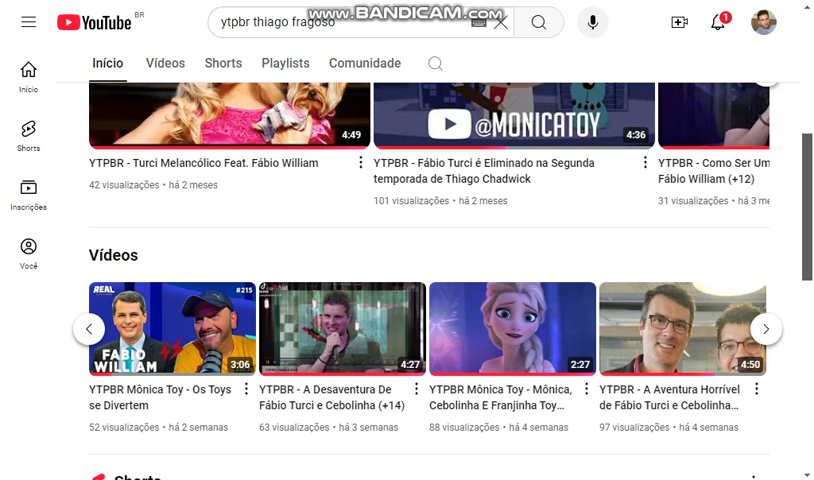 www.BANDICAM.com
YouTube BR
ytpbr thiago fragoso
1
Início Vídeos Shorts Playlists Comunidade
Início
Shorts
Inscrições
Você
4:49
@MONICATOY
4:36
YTPBR - Turci Melancólico Feat. Fábio William
42 visualizações • há 2 meses
YTPBR - Fábio Turci é Eliminado na Segunda
temporada de Thiago Chadwick
101 visualizações • há 2 meses
YTPBR - Como Ser Um
Fábio William (+12)
31 visualizações • há 3 me
Vídeos
REAL
#215
FABIO
WILLIAM
3:06
4:27
2:27
4:50
YTPBR Mônica Toy - Os Toys
se Divertem
52 visualizações • há 2 semanas
YTPBR - A Desaventura De
Fábio Turci e Cebolinha (+14)
63 visualizações • há 3 semanas
YTPBR Mônica Toy - Mônica,
Cebolinha E Franjinha Toy...
88 visualizações • há 4 semanas
YTPBR - A Aventura Horrível
de Fábio Turci e Cebolinha...
97 visualizações • há 4 semanas
Shorts